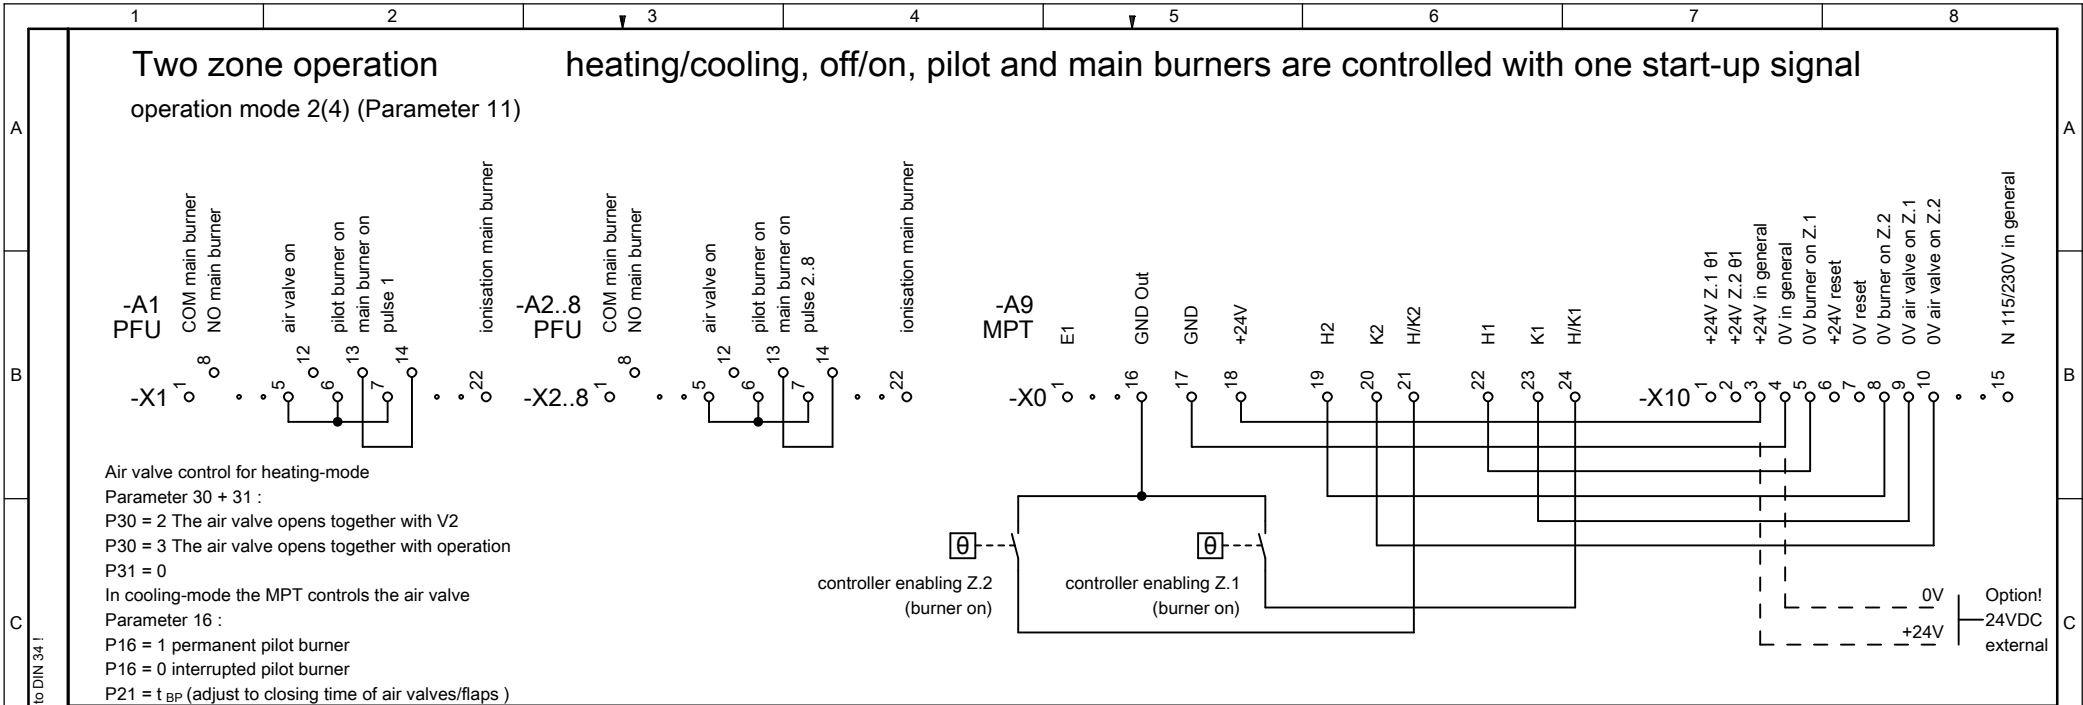 1 2 3 4 5 6 7 8
Two zone operation heating/cooling, off/on, pilot and main burners are controlled with one start-up signal
operation mode 2(4) (Parameter 11)
A A
B B
C C
to DIN 34 !
-A1
PFU
COM main burner
NO main burner
air valve on
pilot burner on
main burner on
pulse 1
ionisation main burner
-X1
1 8 5 12 6 13 7 14 22
-A2..8
PFU
COM main burner
NO main burner
air valve on
pilot burner on
main burner on
pulse 2..8
ionisation main burner
-X2..8
1 8 5 12 6 13 7 14 22
-A9
MPT
E1
GND Out
GND
+24V
H2
K2
H/K2
H1
K1
H/K1
-X0
1 16 17 18 19 20 21 22 23 24
+24V Z.1 θ1
+24V Z.2 θ1
+24V in general
0V in general
0V burner on Z.1
+24V reset
0V reset
0V burner on Z.2
0V air valve on Z.1
0V air valve on Z.2
N 115/230V in general
-X10
1 2 3 4 5 6 7 8 9 10 15
Air valve control for heating-mode
Parameter 30 + 31 :
P30 = 2 The air valve opens together with V2
P30 = 3 The air valve opens together with operation
P31 = 0
In cooling-mode the MPT controls the air valve
Parameter 16 :
P16 = 1 permanent pilot burner
P16 = 0 interrupted pilot burner
P21 = t BP (adjust to closing time of air valves/flaps )
θ
controller enabling Z.2
(burner on)
θ
controller enabling Z.1
(burner on)
0V
+24V
Option!
24VDC
external